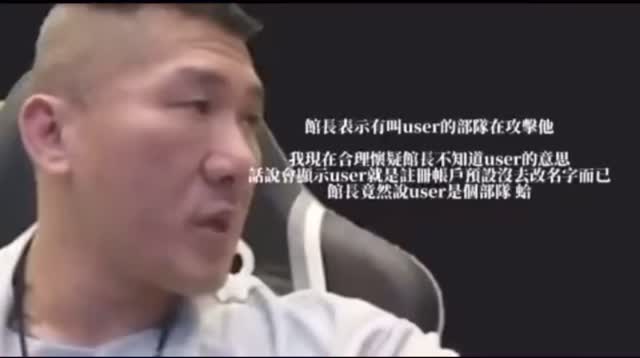 館長表示有叫user的部隊在攻擊他
我現在合理懷疑館長不知道user的意思
話說會顯示user就是註冊帳戶預設沒去改名字而已
館長竟然說user是個部隊 蛤